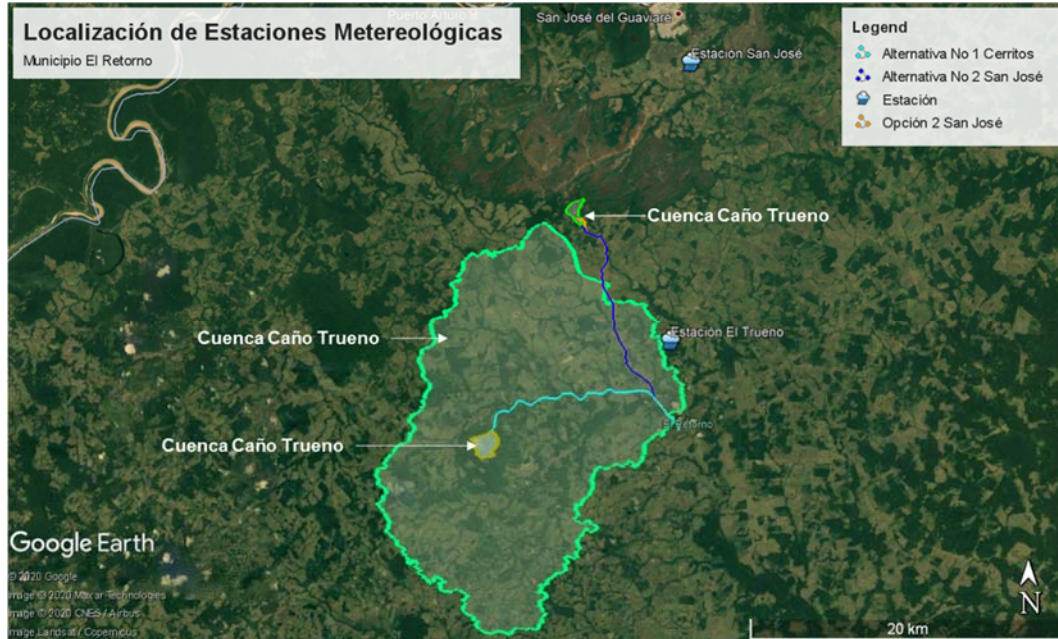 Localización de Estaciones Metereológicas
Municipio El Retorno
Puerto Arturo
San José del Guaviare
Estación San José
Legend
Alternativa No 1 Cerritos
Alternativa No 2 San José
Estación
Opción 2 San José
Cuenca Caño Trueno
Cuenca Caño Trueno
Estación El Trueno
Cuenca Caño Trueno
El Retorno
Google Earth
© 2020 Google
Image © 2020 Maxar Technologies
Image © 2020 CNES / Airbus
Image Landsat / Copernicus
N
20 km